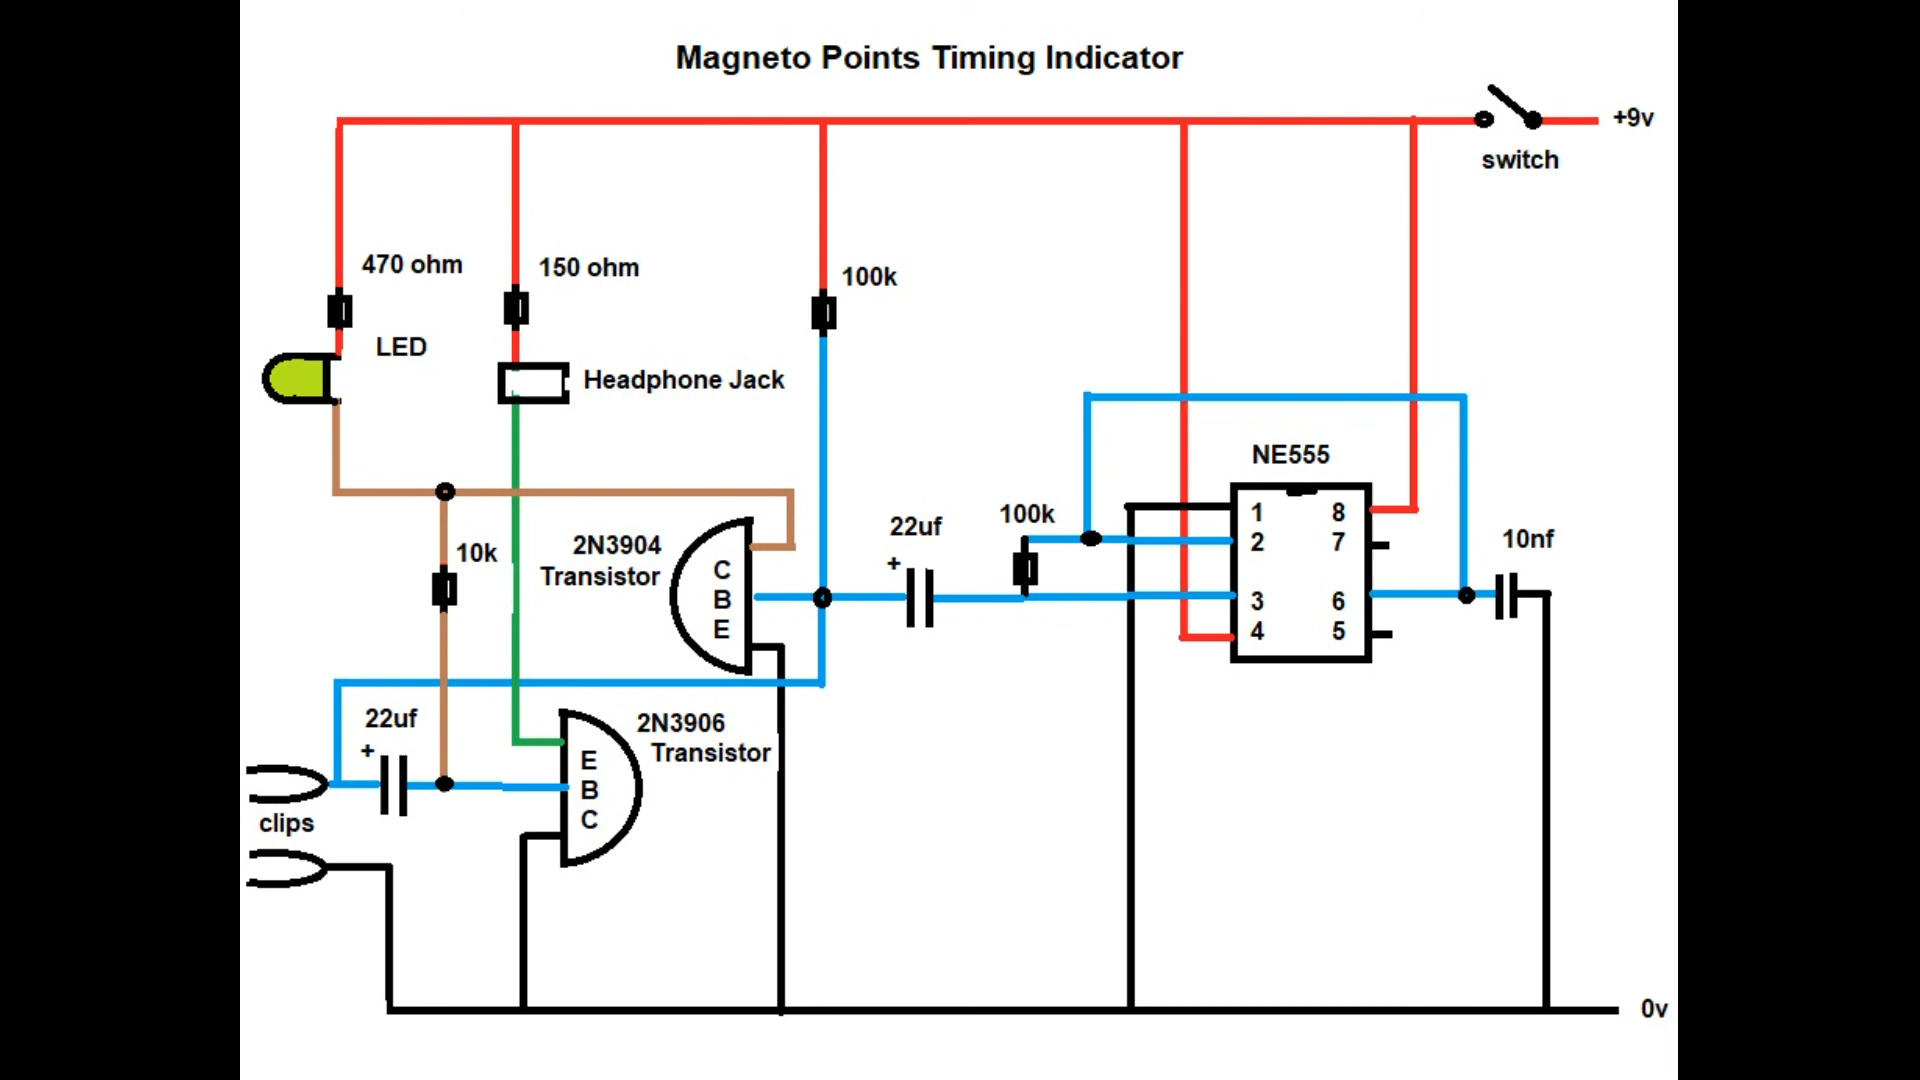 Magneto Points Timing Indicator
+9v
switch
470 ohm
150 ohm
100k
LED
Headphone Jack
NE555
22uf
+
100k
1 8
2 7
3 6
4 5
10nf
10k
2N3904
Transistor
C
B
E
22uf
+
2N3906
Transistor
E
B
C
clips
0v